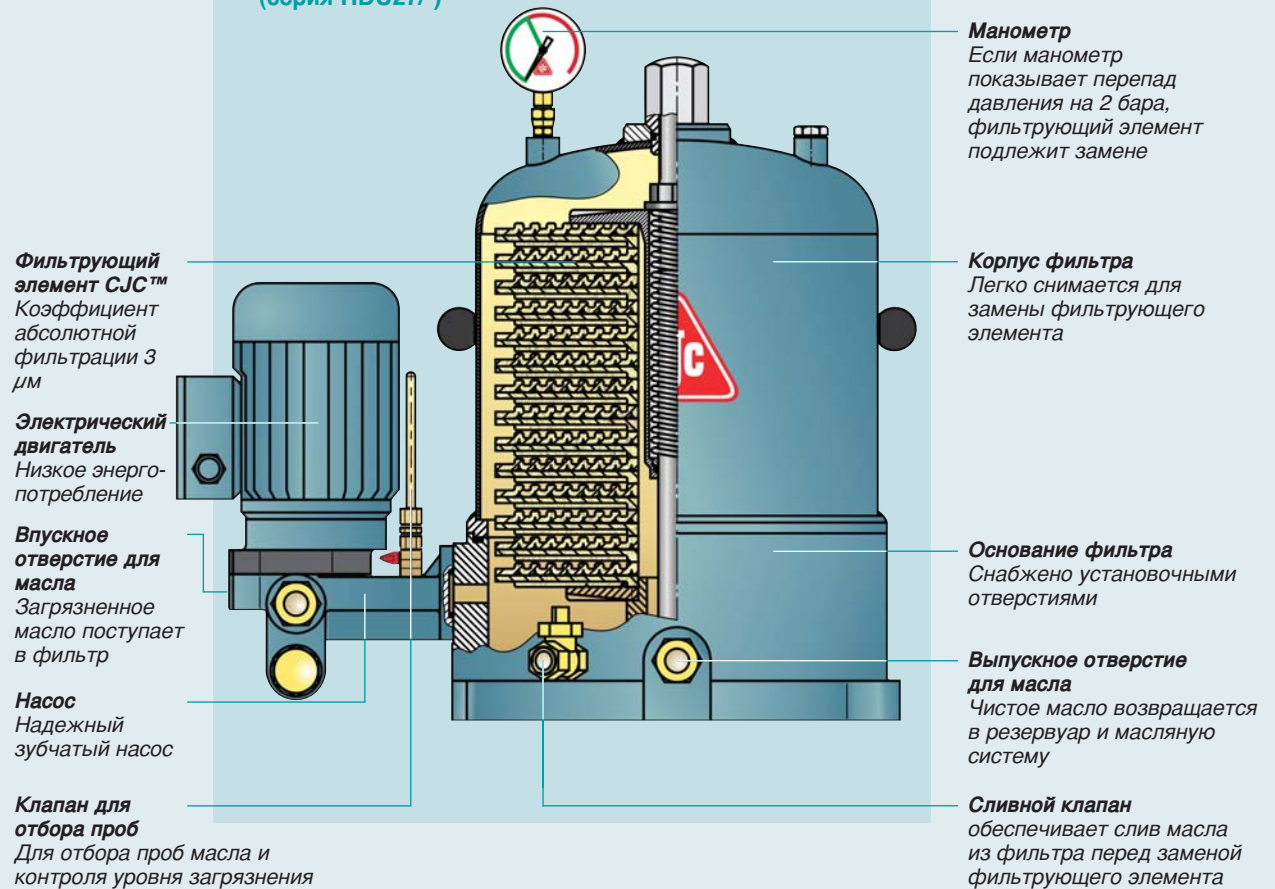 Манометр
Если манометр
показывает перепад
давления на 2 бара,
фильтрующий элемент
подлежит замене
Фильтрующий
элемент CJC™
Коэффициент
абсолютной
фильтрации 3
μм
Корпус фильтра
Легко снимается для
замены фильтрующего
элемента
Электрический
двигатель
Низкое энерго-
потребление
Впускное
отверстие для
масла
Загрязненное
масло поступает
в фильтр
Основание фильтра
Снабжено установочными
отверстиями
Насос
Надежный
зубчатый насос
Выпускное отверстие
для масла
Чистое масло возвращается
в резервуар и масляную
систему
Клапан для
отбора проб
Для отбора проб масла и
контроля уровня загрязнения
Сливной клапан
обеспечивает слив масла
из фильтра перед заменой
фильтрующего элемента